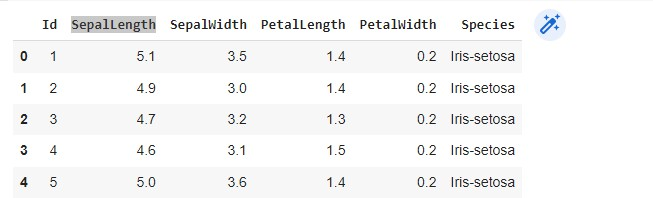 Id SepalLength SepalWidth PetalLength PetalWidth Species
0 1 5.1 3.5 1.4 0.2 Iris-setosa
1 2 4.9 3.0 1.4 0.2 Iris-setosa
2 3 4.7 3.2 1.3 0.2 Iris-setosa
3 4 4.6 3.1 1.5 0.2 Iris-setosa
4 5 5.0 3.6 1.4 0.2 Iris-setosa